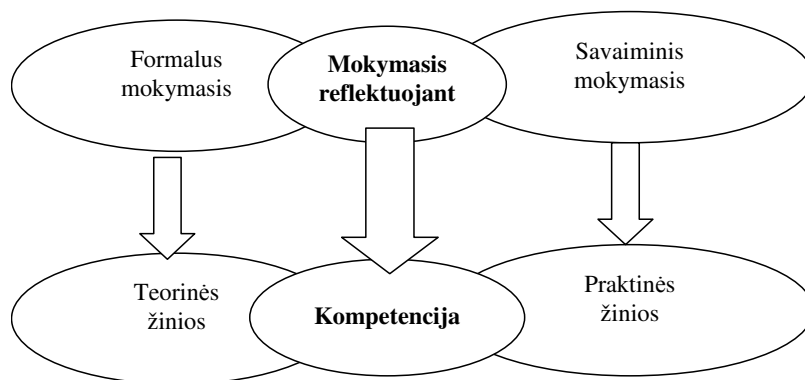 Formalus
mokymasis
Mokymasis
reflektuojant
Savaiminis
mokymasis
Teorinės
žinios
Kompetencija
Praktinės
žinios